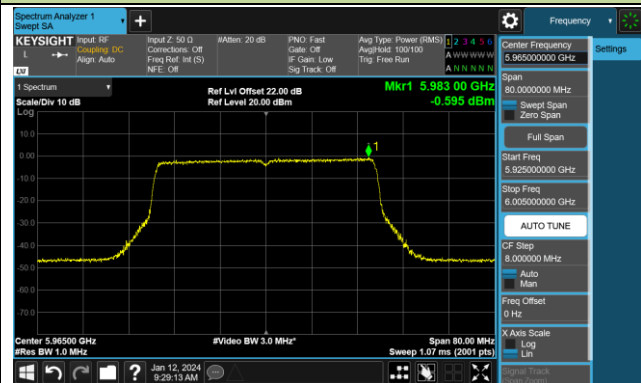 Spectrum Analyzer 1
Swept SA
Frequency
KEYSIGHT
L
LXI
Input: RF
Coupling: DC
Align: Auto
Input Z: 50 Ω
Corrections: Off
Freq Ref: Int (S)
NFE: Off
#Atten: 20 dB
PNO: Fast
Gate: Off
IF Gain: Low
Sig Track: Off
Avg Type: Power (RMS)
Avg|Hold: 100/100
Trig: Free Run
1 2 3 4 5 6
A W W W W W
A N N N N N
1 Spectrum
Scale/Div 10 dB
Log
Ref Lvl Offset 22.00 dB
Ref Level 20.00 dBm
Mkr1 5.983 00 GHz
-0.595 dBm
1
10.0
0.00
-10.0
-20.0
-30.0
-40.0
-50.0
-60.0
-70.0
Center 5.96500 GHz
#Res BW 1.0 MHz
#Video BW 3.0 MHz*
Span 80.00 MHz
Sweep 1.07 ms (2001 pts)
Jan 12, 2024
9:29:13 AM
Center Frequency
5.965000000 GHz
Settings
Span
80.0000000 MHz
Swept Span
Zero Span
Full Span
Start Freq
5.925000000 GHz
Stop Freq
6.005000000 GHz
AUTO TUNE
CF Step
8.000000 MHz
Auto
Man
Freq Offset
0 Hz
X Axis Scale
Log
Lin
Signal Track
(Span Zoom)